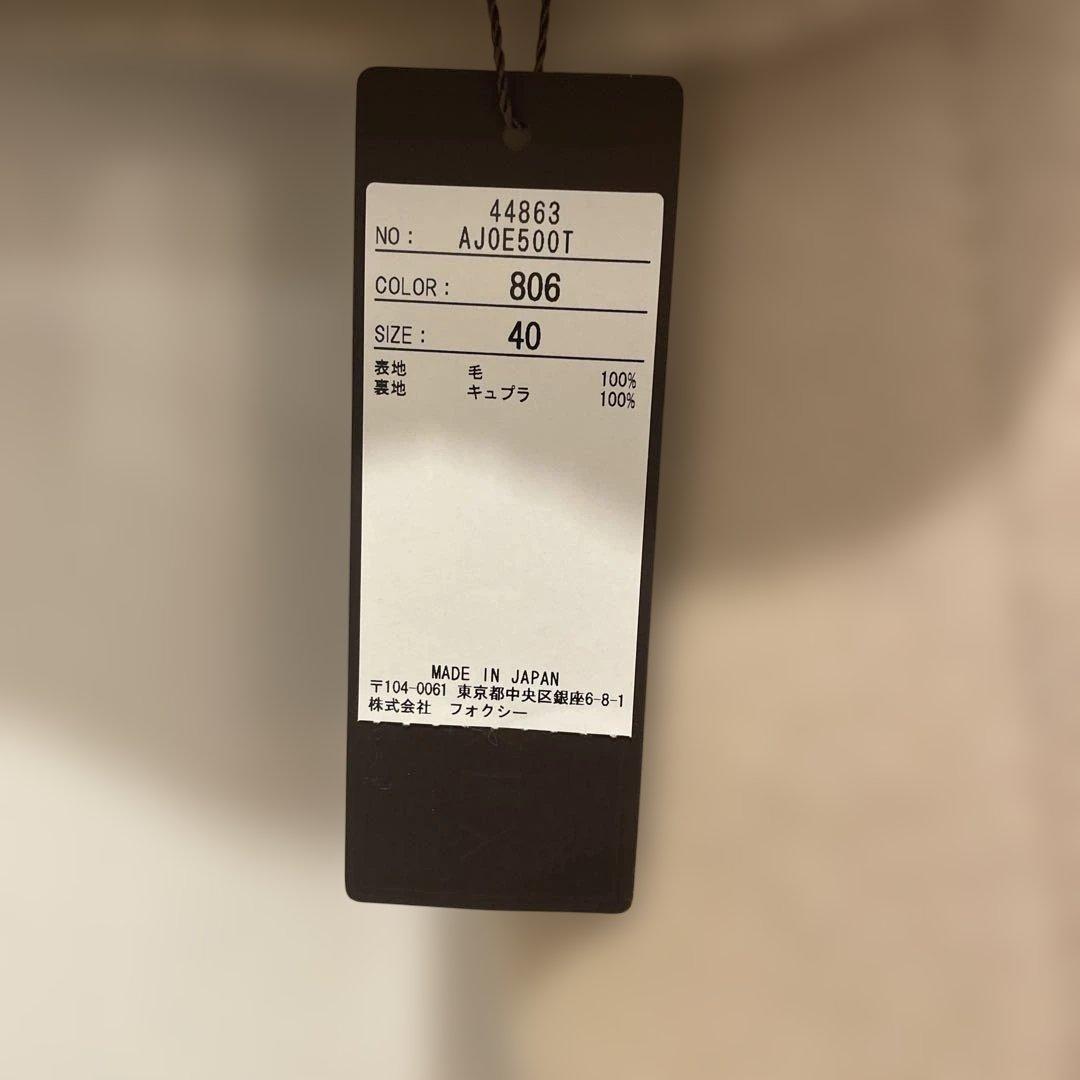 44863
NO: AJ0E500T
COLOR: 806
SIZE: 40
表地 毛 100%
裏地 キュプラ 100%
MADE IN JAPAN
〒104-0061 東京都中央区銀座6-8-1
株式会社 フォクシー